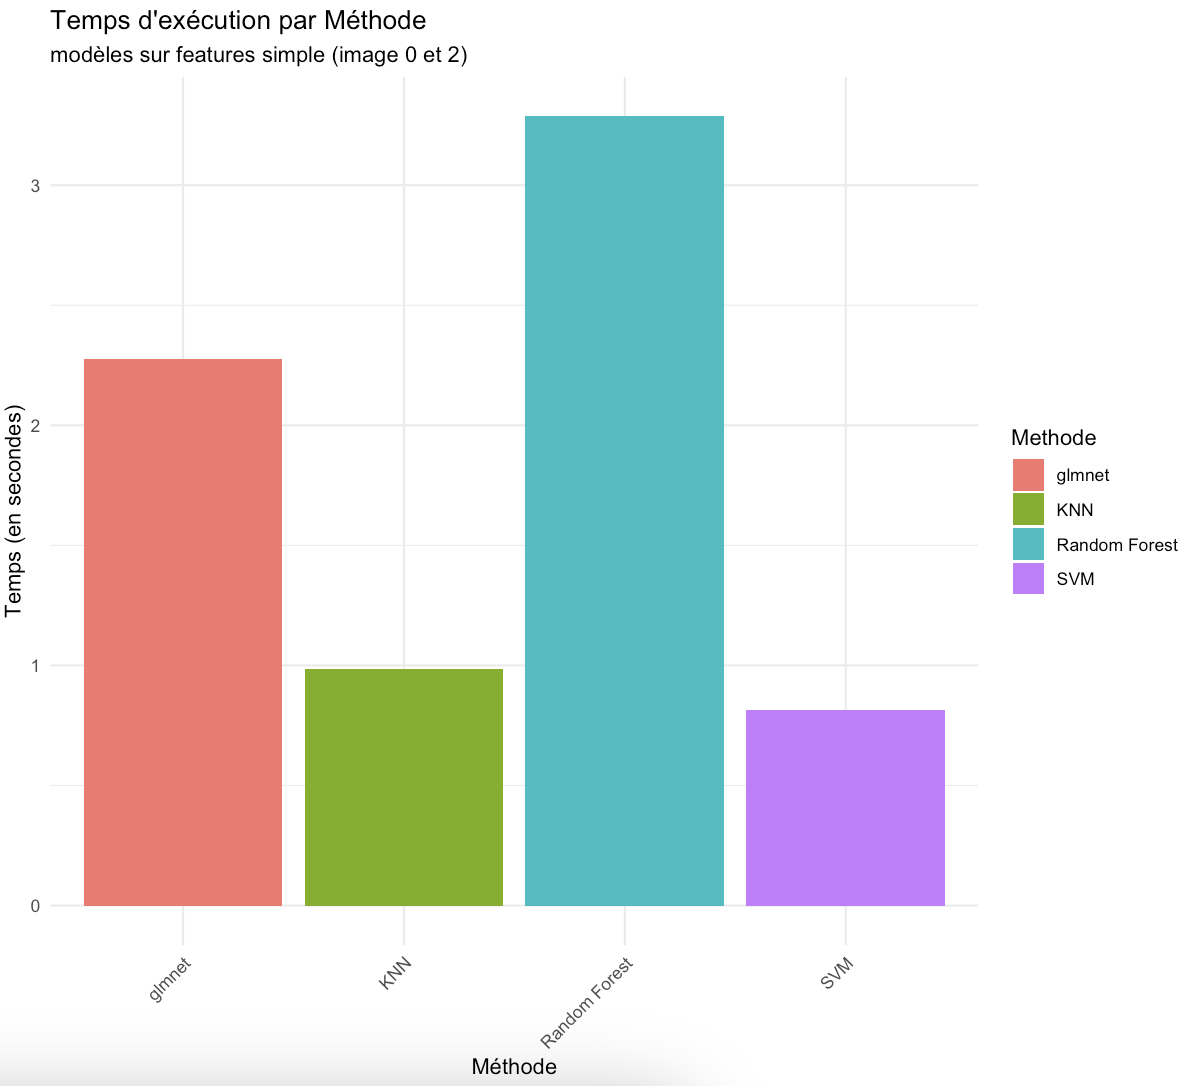 Temps d'exécution par Méthode
modèles sur features simple (image 0 et 2)
Temps (en secondes)
3
2
1
0
glmnet
KNN
Random Forest
SVM
Méthode
Methode
glmnet
KNN
Random Forest
SVM